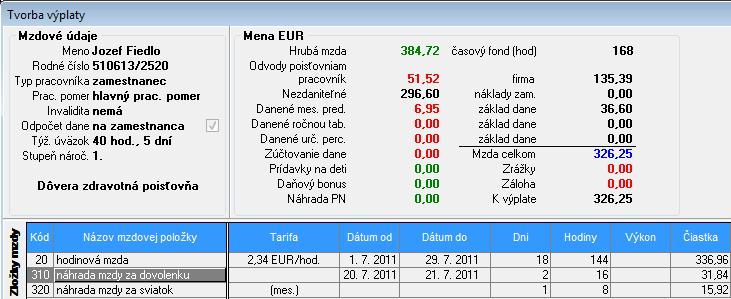 Tvorba výplaty
Mzdové údaje
Meno Jozef Fiedlo
Rodné číslo 510613/2520
Typ pracovníka zamestnanec
Prac. pomer hlavný prac. pomer
Invalidita nemá
Odpočet dane na zamestnanca
Týž. úväzok 40 hod., 5 dní
Stupeň nároč. 1.
Dôvera zdravotná poisťovňa
Mena EUR
Hrubá mzda 384,72 časový fond (hod) 168
Odvody poisťovniam
pracovník 51,52 firma 135,39
Nezdaniteľné 296,60 náklady zam. 0,00
Danené mes. pred. 6,95 základ dane 36,60
Danené ročnou tab. 0,00 základ dane 0,00
Danené urč. perc. 0,00 základ dane 0,00
Zúčtovanie dane 0,00 Mzda celkom 326,25
Prídavky na deti 0,00 Zrážky 0,00
Daňový bonus 0,00 Záloha 0,00
Náhrada PN 0,00 K výplate 326,25
Zložky mzdy
Kód Názov mzdovej položky Tarifa Dátum od Dátum do Dni Hodiny Výkon Čiastka
20 hodinová mzda 2,34 EUR/hod. 1. 7. 2011 29. 7. 2011 18 144 336,96
310 náhrada mzdy za dovolenku 20. 7. 2011 21. 7. 2011 2 16 31,84
320 náhrada mzdy za sviatok (mes.) 1 8 15,92